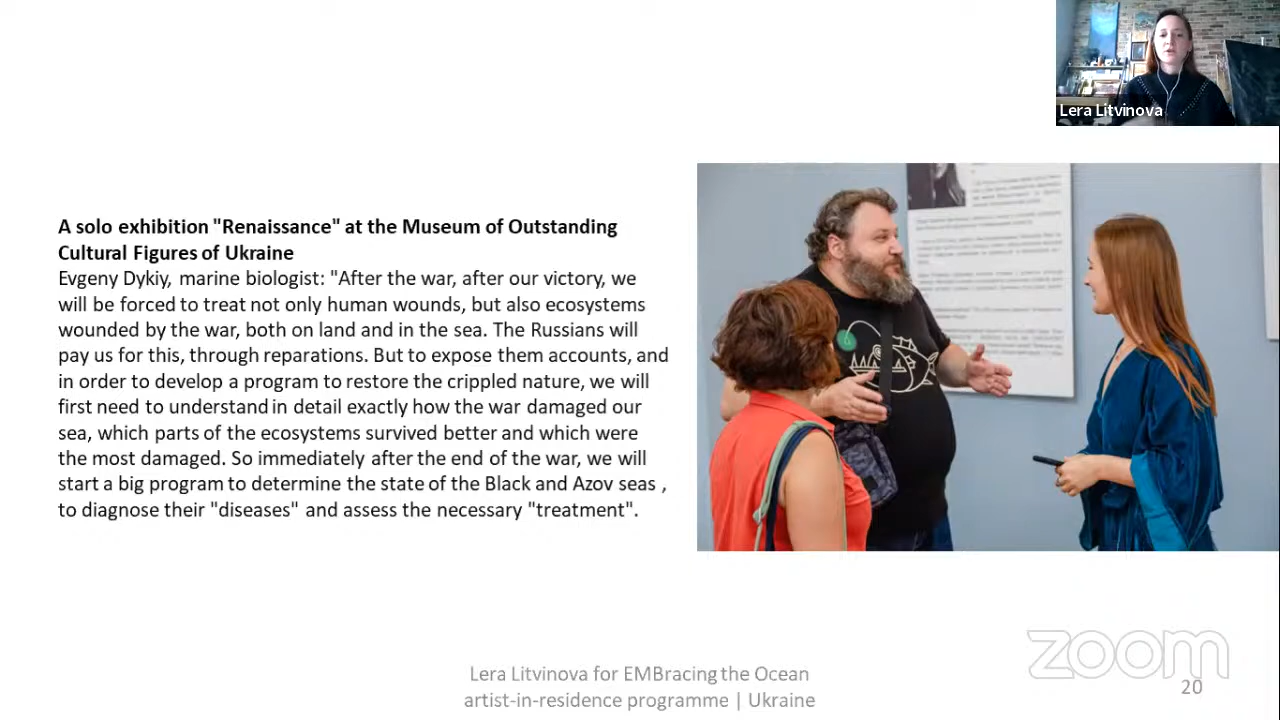 Lera Litvinova
A solo exhibition "Renaissance" at the Museum of Outstanding
Cultural Figures of Ukraine
Evgeny Dykiy, marine biologist: "After the war, after our victory, we
will be forced to treat not only human wounds, but also ecosystems
wounded by the war, both on land and in the sea. The Russians will
pay us for this, through reparations. But to expose them accounts, and
in order to develop a program to restore the crippled nature, we will
first need to understand in detail exactly how the war damaged our
sea, which parts of the ecosystems survived better and which were
the most damaged. So immediately after the end of the war, we will
start a big program to determine the state of the Black and Azov seas ,
to diagnose their "diseases" and assess the necessary "treatment".
zoom
Lera Litvinova for EMBracing the Ocean
artist-in-residence programme | Ukraine
20